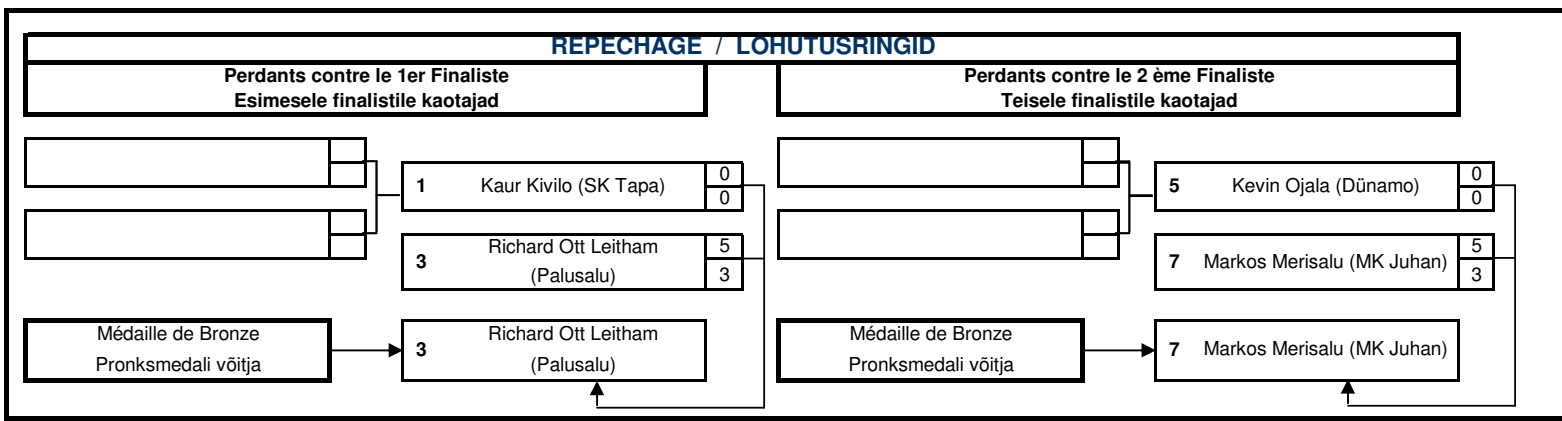 REPECHAGE / LOHUTUSRINGID
Perdants contre le 1er Finaliste
Esimesele finalistile kaotajad
Perdants contre le 2 ème Finaliste
Teisele finalistile kaotajad
1 Kaur Kivilo (SK Tapa) 0
0
3 Richard Ott Leitham 5
(Palusalu) 3
Médaille de Bronze
Pronksmedali võitja
3 Richard Ott Leitham
(Palusalu)
5 Kevin Ojala (Dünamo) 0
0
7 Markos Merisalu (MK Juhan) 5
3
Médaille de Bronze
Pronksmedali võitja
7 Markos Merisalu (MK Juhan)